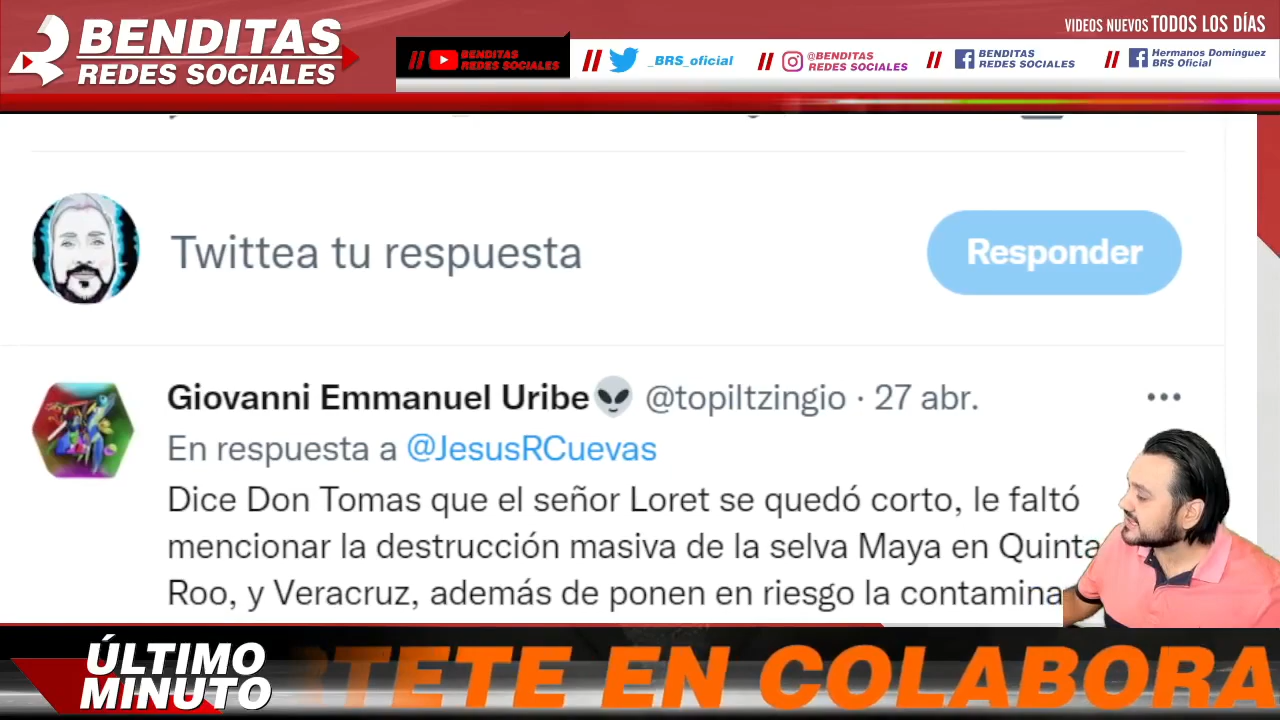 BENDITAS
REDES SOCIALES
VIDEOS NUEVOS TODOS LOS DÍAS
BENDITAS
REDES SOCIALES
_BRS_oficial
@BENDITAS
REDES SOCIALES
BENDITAS
REDES SOCIALES
Hermanos Dominguez
BRS Oficial
Twittea tu respuesta
Responder
Giovanni Emmanuel Uribe👽 @topiltzingio · 27 abr.
En respuesta a @JesusRCuevas
Dice Don Tomas que el señor Loret se quedó corto, le faltó
mencionar la destrucción masiva de la selva Maya en Quinta
Roo, y Veracruz, además de ponen en riesgo la contamina
ÚLTIMO
MINUTO
RTETE EN COLABORA